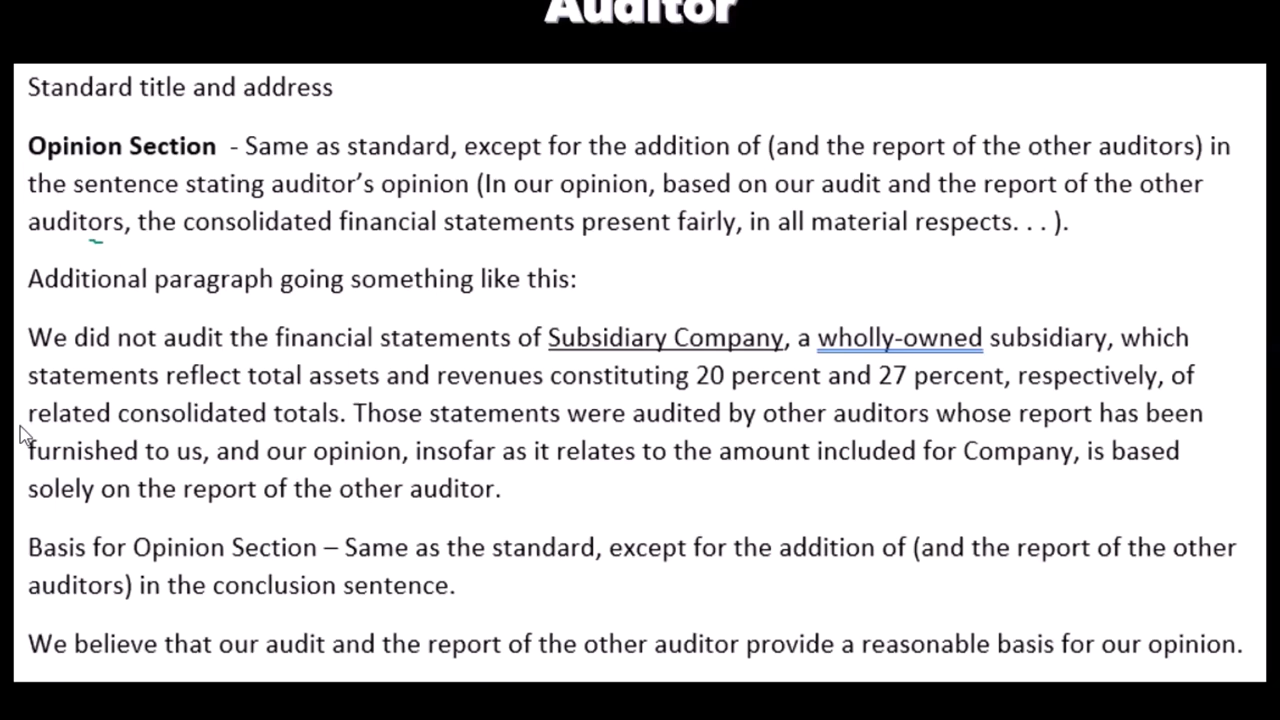 Auditor
Standard title and address
Opinion Section - Same as standard, except for the addition of (and the report of the other auditors) in
the sentence stating auditor's opinion (In our opinion, based on our audit and the report of the other
auditors, the consolidated financial statements present fairly, in all material respects. . . ).
Additional paragraph going something like this:
We did not audit the financial statements of Subsidiary Company, a wholly-owned subsidiary, which
statements reflect total assets and revenues constituting 20 percent and 27 percent, respectively, of
related consolidated totals. Those statements were audited by other auditors whose report has been
furnished to us, and our opinion, insofar as it relates to the amount included for Company, is based
solely on the report of the other auditor.
Basis for Opinion Section – Same as the standard, except for the addition of (and the report of the other
auditors) in the conclusion sentence.
We believe that our audit and the report of the other auditor provide a reasonable basis for our opinion.